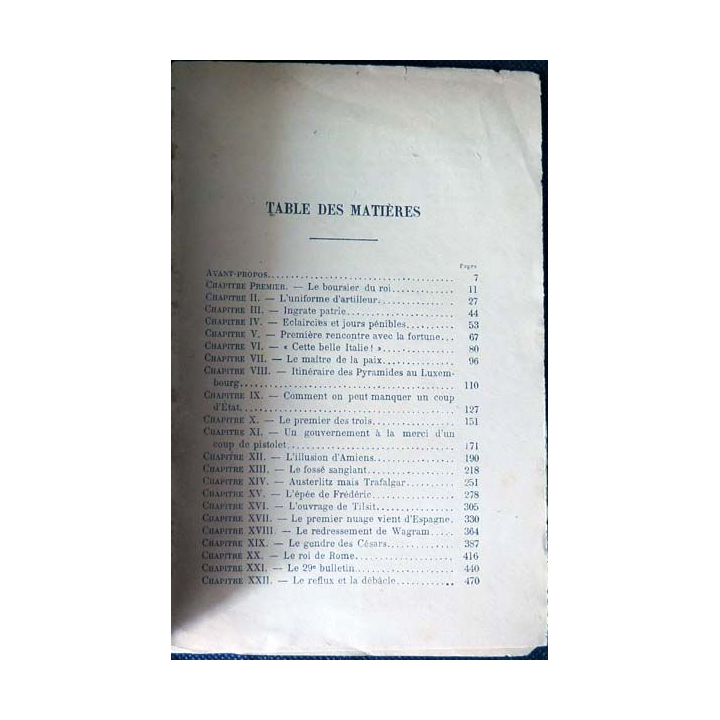 TABLE DES MATIÈRES
Pages
AVANT-PROPOS........ 7
CHAPITRE PREMIER. — Le boursier du roi........ 11
CHAPITRE II. — L'uniforme d'artilleur........ 27
CHAPITRE III. — Ingrate patrie........ 44
CHAPITRE IV. — Eclaircies et jours pénibles........ 53
CHAPITRE V. — Première rencontre avec la fortune... 67
CHAPITRE VI. — « Cette belle Italie! »........ 80
CHAPITRE VII. — Le maître de la paix........ 96
CHAPITRE VIII. — Itinéraire des Pyramides au Luxem-
bourg........ 110
CHAPITRE IX. — Comment on peut manquer un coup
d'État........ 127
CHAPITRE X. — Le premier des trois........ 151
CHAPITRE XI. — Un gouvernement à la merci d'un
coup de pistolet........ 171
CHAPITRE XII. — L'illusion d'Amiens........ 190
CHAPITRE XIII. — Le fossé sanglant........ 218
CHAPITRE XIV. — Austerlitz mais Trafalgar........ 251
CHAPITRE XV. — L'épée de Frédéric........ 278
CHAPITRE XVI. — L'ouvrage de Tilsit........ 305
CHAPITRE XVII. — Le premier nuage vient d'Espagne. 330
CHAPITRE XVIII. — Le redressement de Wagram..... 364
CHAPITRE XIX. — Le gendre des Césars........ 387
CHAPITRE XX. — Le roi de Rome........ 416
CHAPITRE XXI. — Le 29e bulletin........ 440
CHAPITRE XXII. — Le reflux et la débâcle........ 470